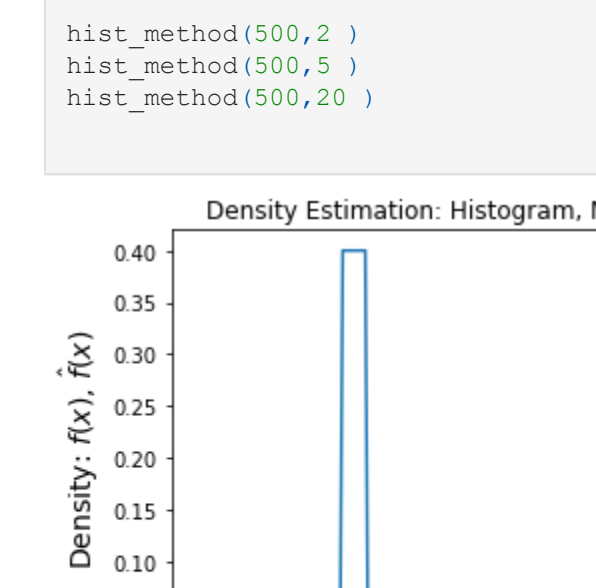 hist_method(500,2 )
hist_method(500,5 )
hist_method(500,20 )
Density Estimation: Histogram,
0.40
0.35
0.30
0.25
0.20
0.15
0.10
Density: f(x), f̂(x)